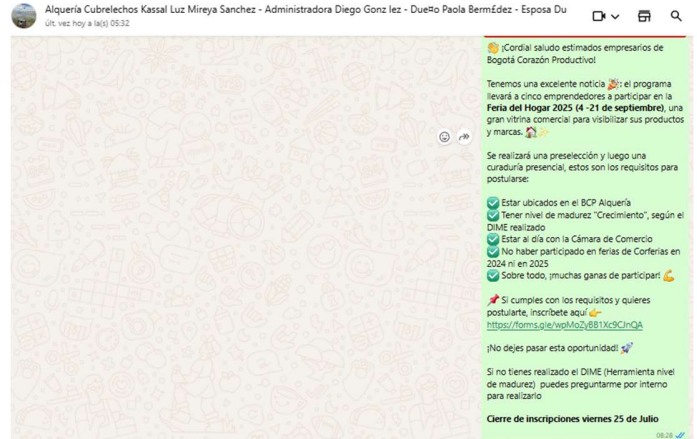 Alquería Cubrelechos Kassal Luz Mireya Sanchez - Administradora Diego Gonz lez - Due¤o Paola Berm£dez - Esposa Du
últ. vez hoy a la(s) 05:32
👋 ¡Cordial saludo estimados empresarios de
Bogotá Corazón Productivo!
Tenemos una excelente noticia 🎉: el programa
llevará a cinco emprendedores a participar en la
Feria del Hogar 2025 (4 -21 de septiembre), una
gran vitrina comercial para visibilizar sus productos
y marcas. 🏠✨
Se realizará una preselección y luego una
curaduría presencial, estos son los requisitos para
postularse:
✅ Estar ubicados en el BCP Alquería
✅ Tener nivel de madurez "Crecimiento", según el
DIME realizado
✅ Estar al día con la Cámara de Comercio
✅ No haber participado en ferias de Corferias en
2024 ni en 2025
✅ Sobre todo, ¡muchas ganas de participar! 💪
📌 Si cumples con los requisitos y quieres
postularte, inscríbete aquí 👉
https://forms.gle/wpMoZyBB1Xc9CJnQA
¡No dejes pasar esta oportunidad! 🚀
Si no tienes realizado el DIME (Herramienta nivel
de madurez) puedes preguntarme por interno
para realizarlo
Cierre de inscripciones viernes 25 de Julio
08:28